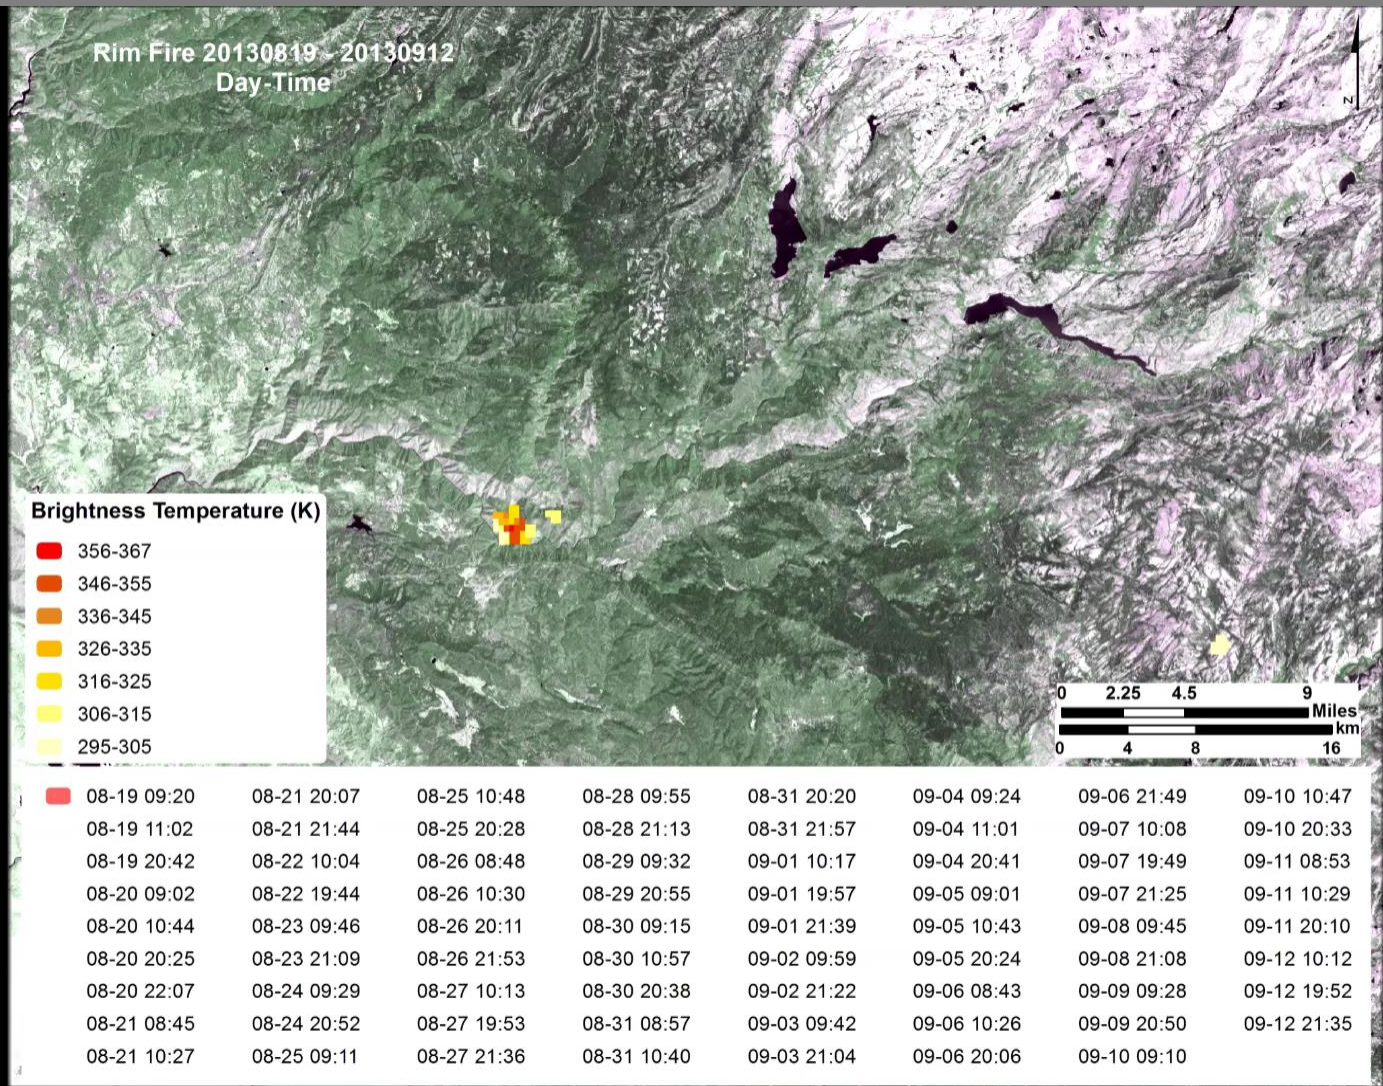 Rim Fire 20130819 - 20130912
Day-Time
N
Brightness Temperature (K)
356-367
346-355
336-345
326-335
316-325
306-315
295-305
0 2.25 4.5 9
Miles
km
0 4 8 16
08-19 09:20 08-21 20:07 08-25 10:48 08-28 09:55 08-31 20:20 09-04 09:24 09-06 21:49 09-10 10:47
08-19 11:02 08-21 21:44 08-25 20:28 08-28 21:13 08-31 21:57 09-04 11:01 09-07 10:08 09-10 20:33
08-19 20:42 08-22 10:04 08-26 08:48 08-29 09:32 09-01 10:17 09-04 20:41 09-07 19:49 09-11 08:53
08-20 09:02 08-22 19:44 08-26 10:30 08-29 20:55 09-01 19:57 09-05 09:01 09-07 21:25 09-11 10:29
08-20 10:44 08-23 09:46 08-26 20:11 08-30 09:15 09-01 21:39 09-05 10:43 09-08 09:45 09-11 20:10
08-20 20:25 08-23 21:09 08-26 21:53 08-30 10:57 09-02 09:59 09-05 20:24 09-08 21:08 09-12 10:12
08-20 22:07 08-24 09:29 08-27 10:13 08-30 20:38 09-02 21:22 09-06 08:43 09-09 09:28 09-12 19:52
08-21 08:45 08-24 20:52 08-27 19:53 08-31 08:57 09-03 09:42 09-06 10:26 09-09 20:50 09-12 21:35
08-21 10:27 08-25 09:11 08-27 21:36 08-31 10:40 09-03 21:04 09-06 20:06 09-10 09:10